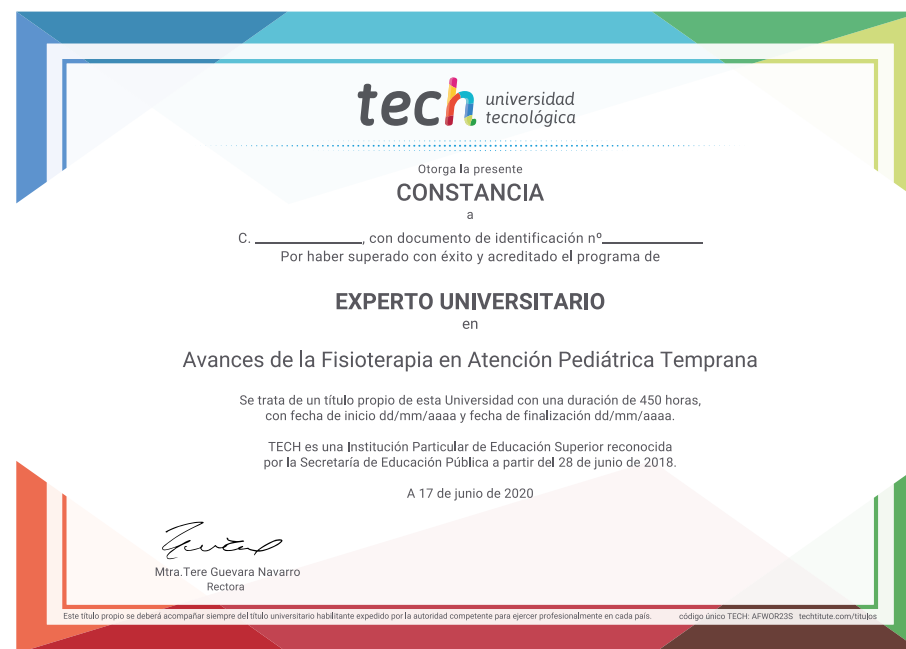 tech universidad
tecnológica
Otorga la presente
CONSTANCIA
a
C. ____________, con documento de identificación nº____________
Por haber superado con éxito y acreditado el programa de
EXPERTO UNIVERSITARIO
en
Avances de la Fisioterapia en Atención Pediátrica Temprana
Se trata de un título propio de esta Universidad con una duración de 450 horas,
con fecha de inicio dd/mm/aaaa y fecha de finalización dd/mm/aaaa.
TECH es una Institución Particular de Educación Superior reconocida
por la Secretaría de Educación Pública a partir del 28 de junio de 2018.
A 17 de junio de 2020
Mtra.Tere Guevara Navarro
Rectora
Este título propio se deberá acompañar siempre del título universitario habilitante expedido por la autoridad competente para ejercer profesionalmente en cada país. código único TECH: AFWOR23S techtitute.com/títulos